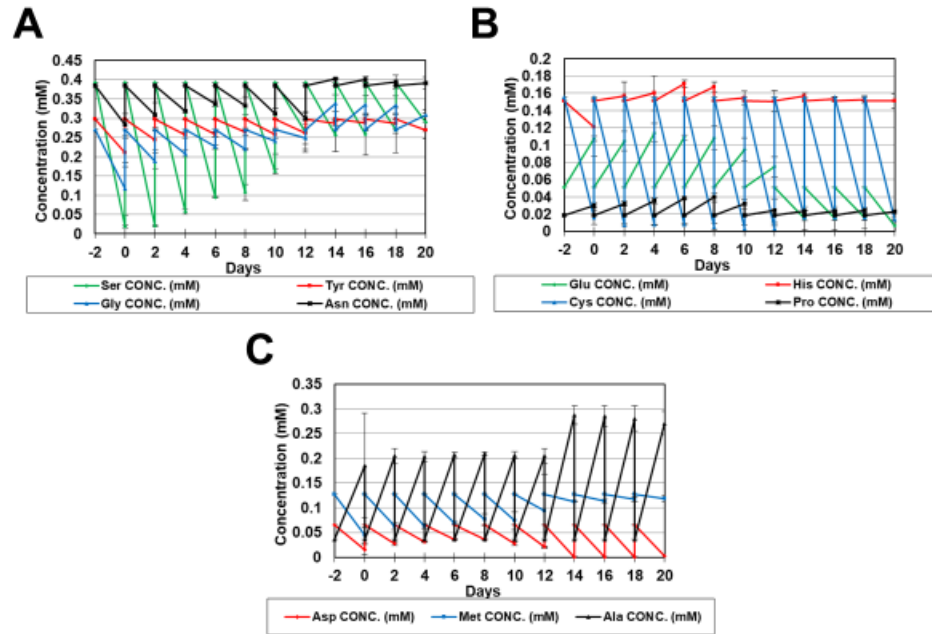 A
Concentration (mM)
0.45
0.4
0.35
0.3
0.25
0.2
0.15
0.1
0.05
0
-2 0 2 4 6 8 10 12 14 16 18 20
Days
Ser CONC. (mM) Tyr CONC. (mM)
Gly CONC. (mM) Asn CONC. (mM)
B
Concentration (mM)
0.2
0.18
0.16
0.14
0.12
0.1
0.08
0.06
0.04
0.02
0
-2 0 2 4 6 8 10 12 14 16 18 20
Days
Glu CONC. (mM) His CONC. (mM)
Cys CONC. (mM) Pro CONC. (mM)
C
Concentration (mM)
0.35
0.3
0.25
0.2
0.15
0.1
0.05
0
-2 0 2 4 6 8 10 12 14 16 18 20
Days
Asp CONC. (mM) Met CONC. (mM) Ala CONC. (mM)